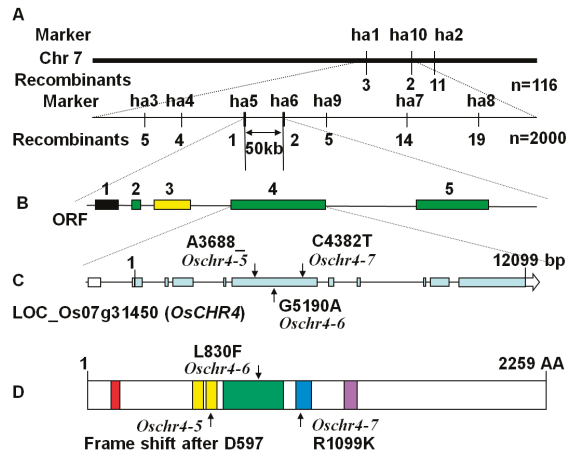 A
Marker ha1 ha10 ha2
Chr 7
Recombinants 3 2 11 n=116
Marker ha3 ha4 ha5 ha6 ha9 ha7 ha8
Recombinants 5 4 1 2 5 14 19 n=2000
50kb
B 1 2 3 4 5
ORF
A3688_ C4382T
Oschr4-5 Oschr4-7
1 12099 bp
C
G5190A
LOC_Os07g31450 (OsCHR4) Oschr4-6
L830F
1 Oschr4-6 2259 AA
D
Oschr4-5 Oschr4-7
Frame shift after D597 R1099K